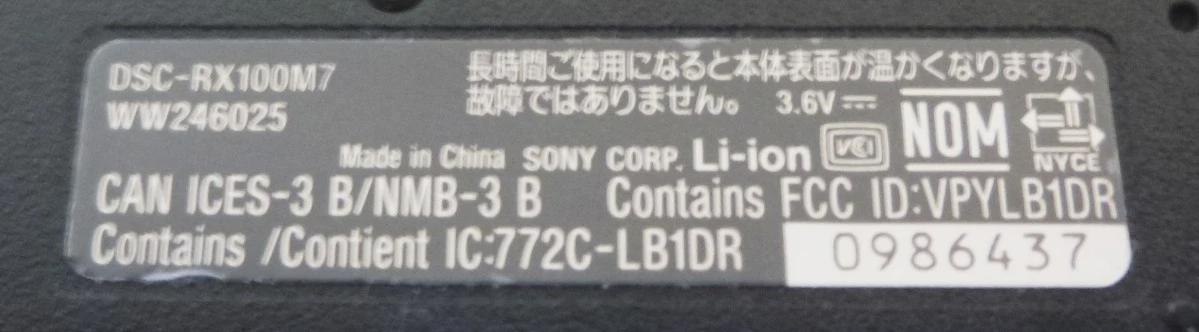 DSC-RX100M7
WW246025
長時間ご使用になると本体表面が温かくなりますが、
故障ではありません。 3.6V⎓
Made in China SONY CORP. Li-ion VCCI NOM NYCE
CAN ICES-3 B/NMB-3 B Contains FCC ID:VPYLB1DR
Contains /Contient IC:772C-LB1DR 0986437